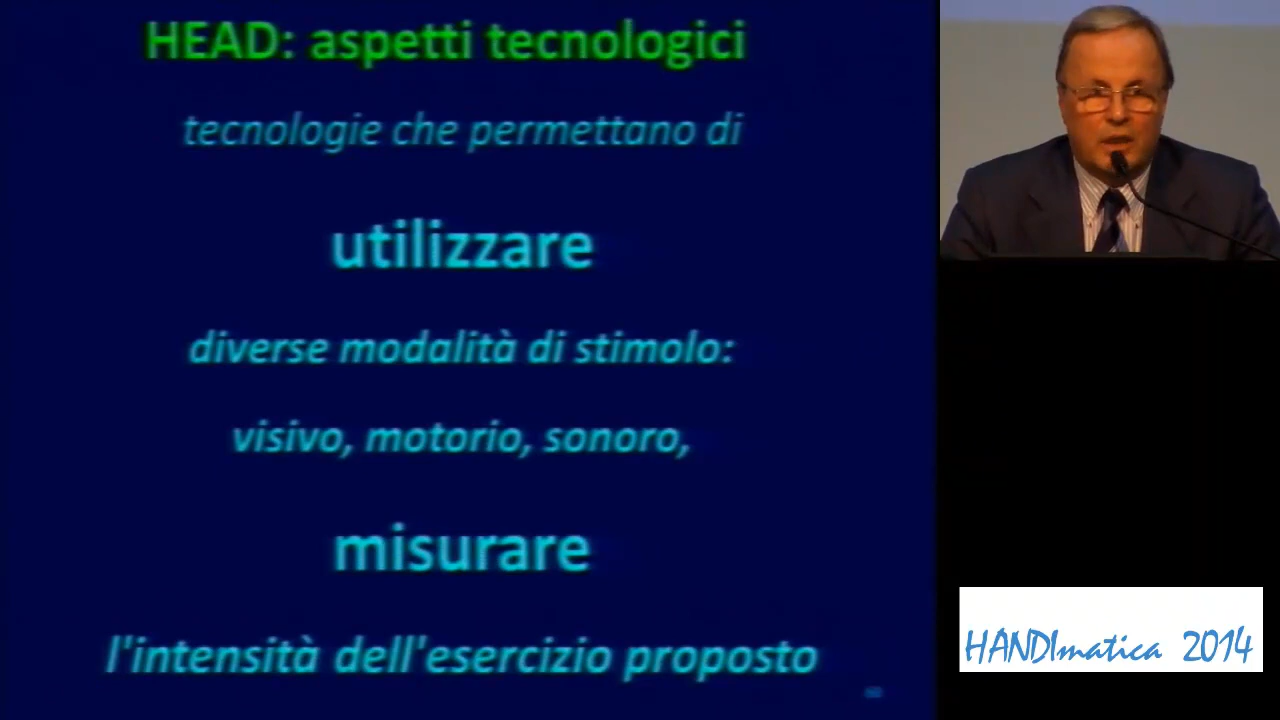 HEAD: aspetti tecnologici
tecnologie che permettano di
utilizzare
diverse modalità di stimolo:
visivo, motorio, sonoro,
misurare
l'intensità dell'esercizio proposto
HANDImatica 2014